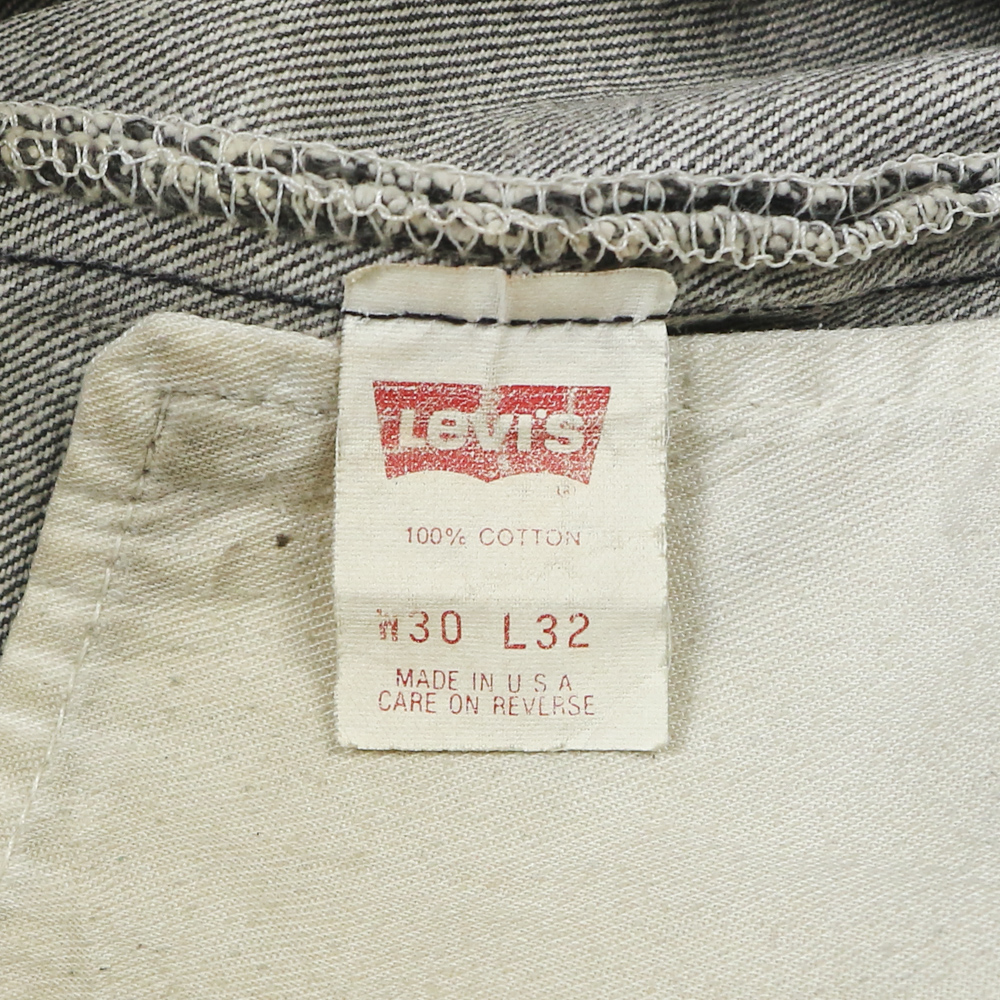 Levi's
®
100% COTTON
W30 L32
MADE IN U S A
CARE ON REVERSE